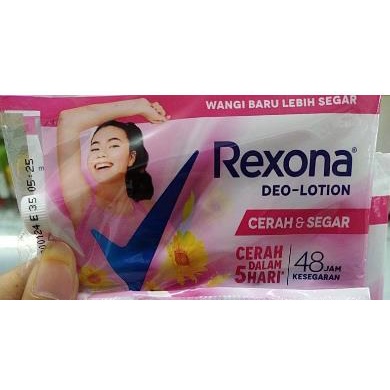 WANGI BARU LEBIH SEGAR
Rexona®
DEO-LOTION
CERAH & SEGAR
CERAH
DALAM
5 HARI*
48 JAM
KESEGARAN